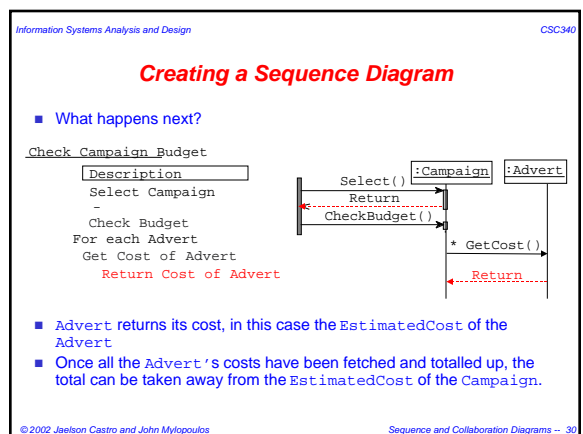 Information Systems Analysis and Design CSC340
Creating a Sequence Diagram
What happens next?
Check Campaign Budget
Description
Select Campaign
-
Check Budget
For each Advert
Get Cost of Advert
Return Cost of Advert
:Campaign :Advert
Select()
Return
CheckBudget()
* GetCost()
Return
Advert returns its cost, in this case the EstimatedCost of the
Advert
Once all the Advert's costs have been fetched and totalled up, the
total can be taken away from the EstimatedCost of the Campaign.
© 2002 Jaelson Castro and John Mylopoulos Sequence and Collaboration Diagrams -- 30